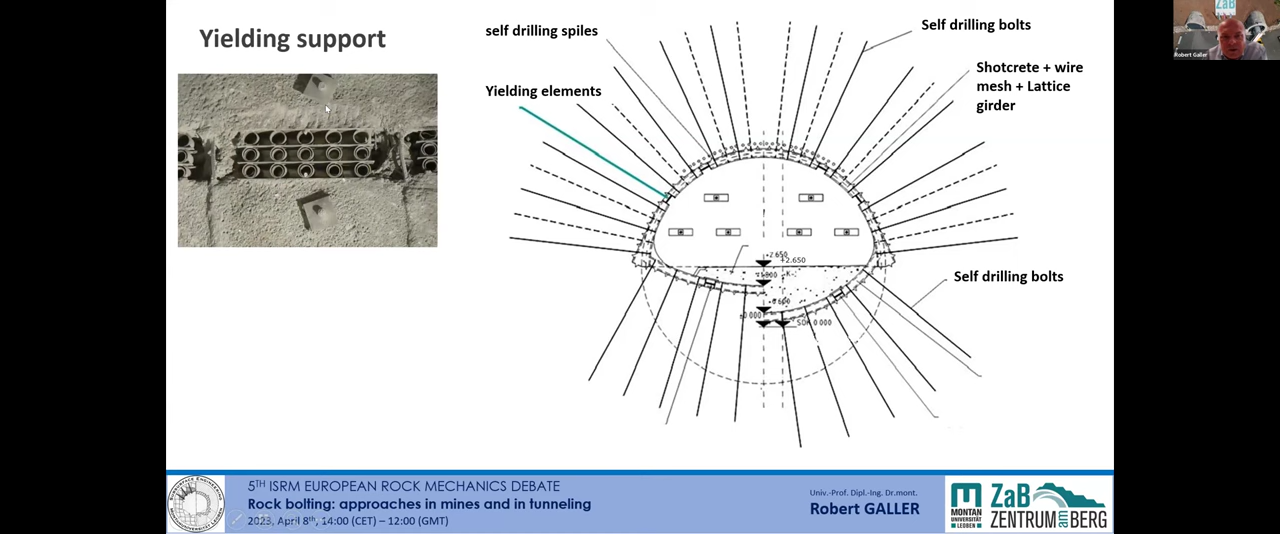 Yielding support
self drilling spiles
Yielding elements
Self drilling bolts
Shotcrete + wire
mesh + Lattice
girder
Self drilling bolts
+2.650
5TH ISRM EUROPEAN ROCK MECHANICS DEBATE
Rock bolting: approaches in mines and in tunneling
2023, April 8th, 14:00 (CET) – 12:00 (GMT)
Univ.-Prof. Dipl.-Ing. Dr.mont.
Robert GALLER
MONTAN
UNIVERSITÄT
LEOBEN
ZaB
ZENTRUM am BERG
ZaB
Robert Galler